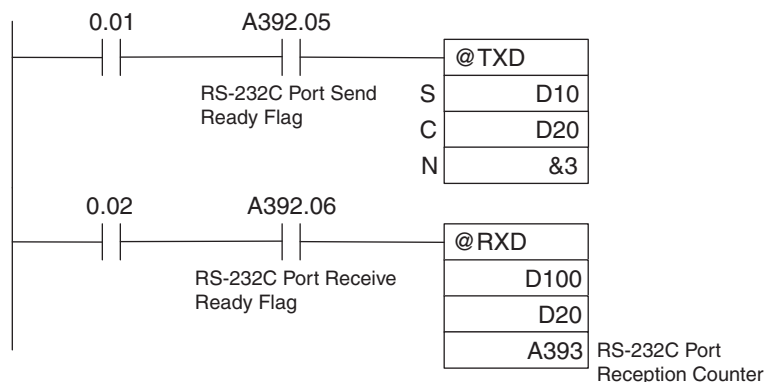 0.01 A392.05
@TXD
RS-232C Port Send
Ready Flag
S D10
C D20
N &3
0.02 A392.06
@RXD
RS-232C Port Receive
Ready Flag
D100
D20
A393 RS-232C Port
Reception Counter